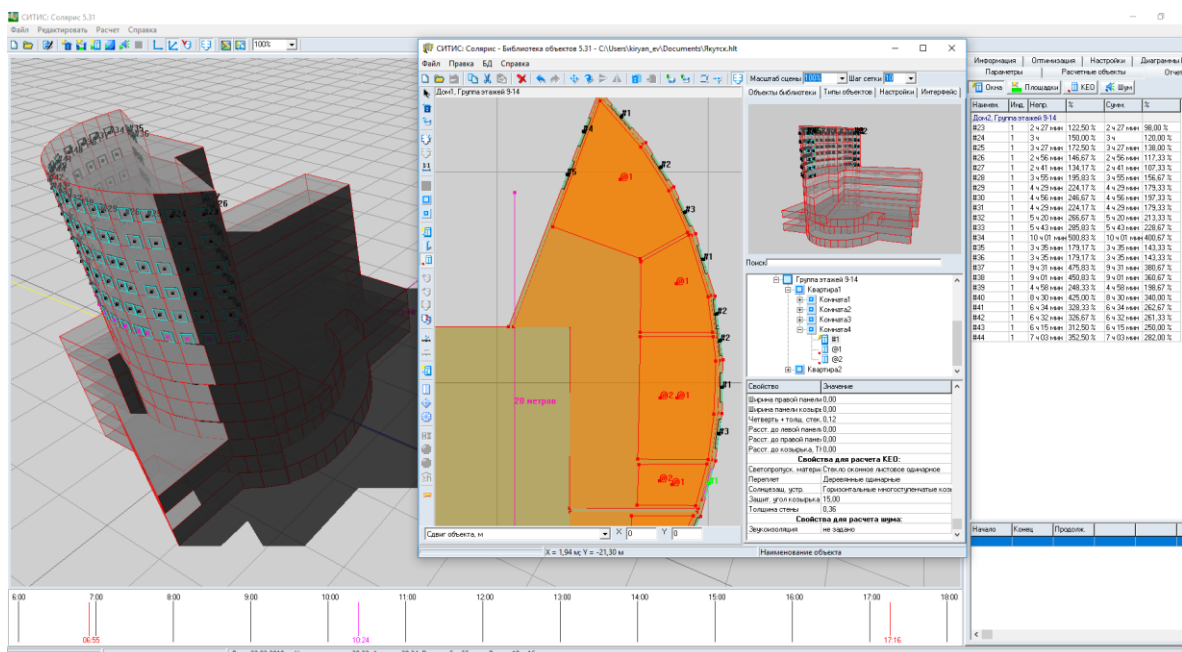 СИТИС: Солярис 5.31
Файл Редактировать Расчет Справка
100%
СИТИС: Солярис - Библиотека объектов 5.31 - C:\Users\kiryan_ev\Documents\Якутск.hlt
Файл Правка БД Справка
Масштаб сцены 100% Шаг сетки 10
Дом1, Группа этажей 9-14
Объекты библиотеки Типы объектов Настройки Интерфейс
20 метров
Поиск
Группа этажей 9-14
Квартира1
Комната1
Комната2
Комната3
Комната4
#1
@1
@2
Квартира2
Свойство Значение
Ширина правой панели 0,00
Ширина панели козырь 0,00
Четверть + толщ. стек. 0,12
Расст. до левой панел 0,00
Расст. до правой пане 0,00
Расст. до козырька, Th 0,00
Свойства для расчета КЕО:
Светопропуск. матери Стекло оконное листовое одинарное
Переплет Деревянные одинарные
Солнцезащ. устр. Горизонтальные многоступенчатые козы
Защит. угол козырька 15,00
Толщина стены 0,36
Свойства для расчета шума:
Звукоизоляция не задано
Сдвиг объекта, м X 0 Y 0
X = 1,94 м; Y = -21,30 м Наименование объекта
Информация Оптимизация Настройки Диаграммы
Параметры Расчетные объекты Отче
Окна Площадки КЕО Шум
Наимен. Инд. Непр. % Сумм. %
Дом2, Группа этажей 9-14
#23 1 2 ч 27 мин 122,50 % 2 ч 27 мин 98,00 %
#24 1 3 ч 150,00 % 3 ч 120,00 %
#25 1 3 ч 27 мин 172,50 % 3 ч 27 мин 138,00 %
#26 1 2 ч 56 мин 146,67 % 2 ч 56 мин 117,33 %
#27 1 2 ч 41 мин 134,17 % 2 ч 41 мин 107,33 %
#28 1 3 ч 55 мин 195,83 % 3 ч 55 мин 156,67 %
#29 1 4 ч 29 мин 224,17 % 4 ч 29 мин 179,33 %
#30 1 4 ч 56 мин 246,67 % 4 ч 56 мин 197,33 %
#31 1 4 ч 29 мин 224,17 % 4 ч 29 мин 179,33 %
#32 1 5 ч 20 мин 266,67 % 5 ч 20 мин 213,33 %
#33 1 5 ч 43 мин 285,83 % 5 ч 43 мин 228,67 %
#34 1 10 ч 01 мин 500,83 % 10 ч 01 мин 400,67 %
#35 1 3 ч 35 мин 179,17 % 3 ч 35 мин 143,33 %
#36 1 3 ч 35 мин 179,17 % 3 ч 35 мин 143,33 %
#37 1 9 ч 31 мин 475,83 % 9 ч 31 мин 380,67 %
#38 1 9 ч 01 мин 450,83 % 9 ч 01 мин 360,67 %
#39 1 4 ч 58 мин 248,33 % 4 ч 58 мин 198,67 %
#40 1 8 ч 30 мин 425,00 % 8 ч 30 мин 340,00 %
#41 1 6 ч 34 мин 328,33 % 6 ч 34 мин 262,67 %
#42 1 6 ч 32 мин 326,67 % 6 ч 32 мин 261,33 %
#43 1 6 ч 15 мин 312,50 % 6 ч 15 мин 250,00 %
#44 1 7 ч 03 мин 352,50 % 7 ч 03 мин 282,00 %
Начало Конец Продолж.
6:00 7:00 8:00 9:00 10:00 11:00 12:00 13:00 14:00 15:00 16:00 17:00 18:00
06:55 10:24 17:16